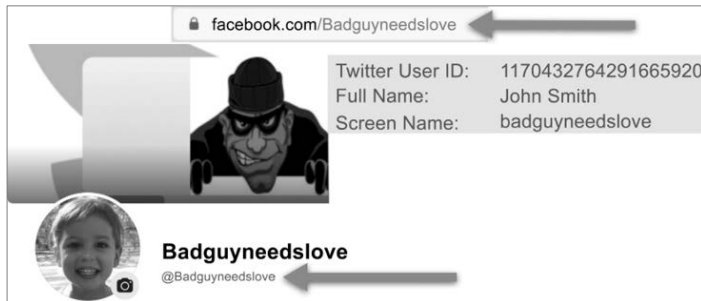 facebook.com/Badguyneedslove
Twitter User ID: 1170432764291665920
Full Name: John Smith
Screen Name: badguyneedslove
Badguyneedslove
@Badguyneedslove